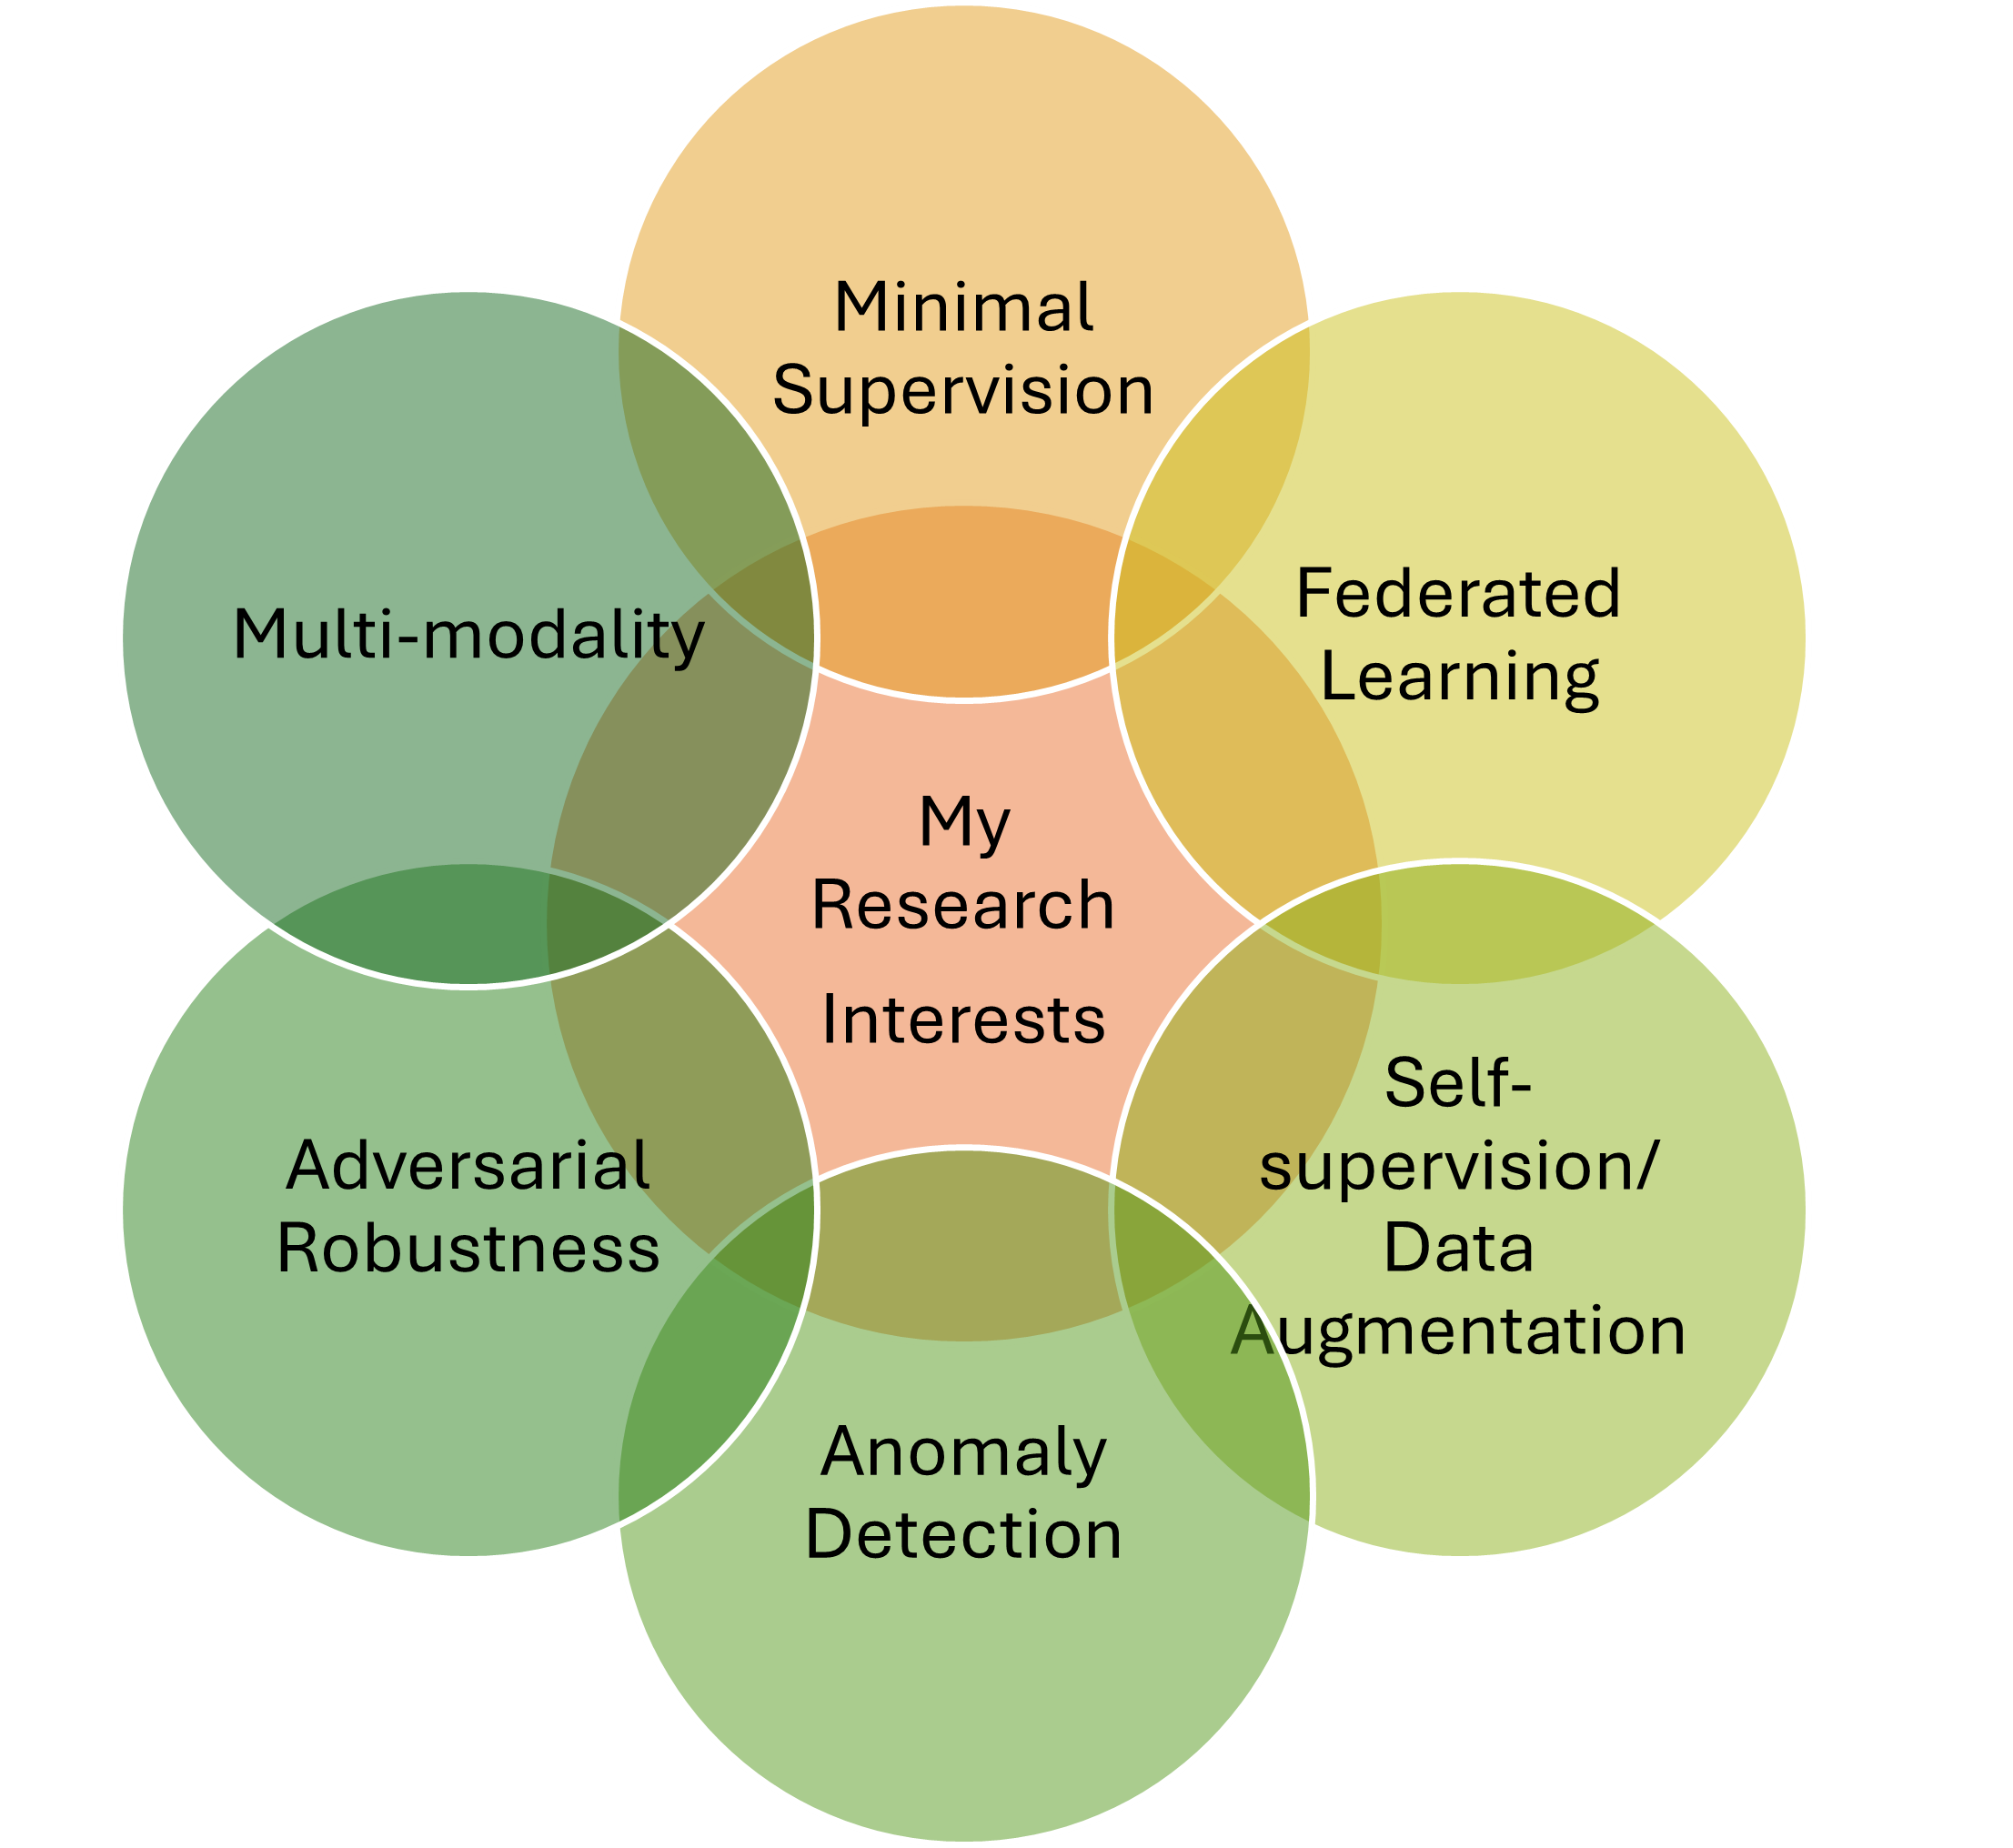 Minimal
Supervision
Federated
Learning
Multi-modality
My
Research
Interests
Self-
supervision/
Data
Augmentation
Adversarial
Robustness
Anomaly
Detection